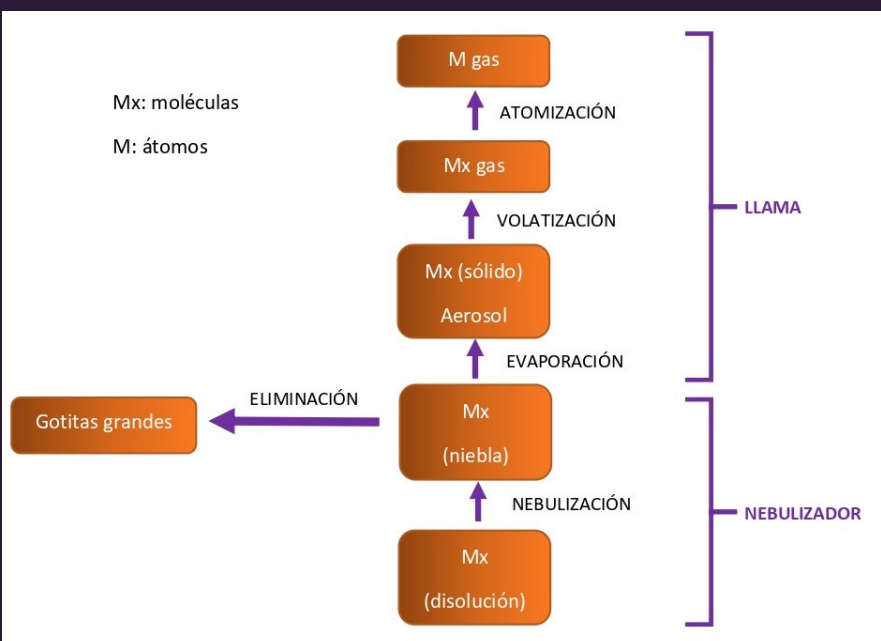 M gas
Mx: moléculas
ATOMIZACIÓN
M: átomos
Mx gas
LLAMA
VOLATIZACIÓN
Mx (sólido)
Aerosol
EVAPORACIÓN
ELIMINACIÓN
Gotitas grandes
Mx
(niebla)
NEBULIZACIÓN
NEBULIZADOR
Mx
(disolución)